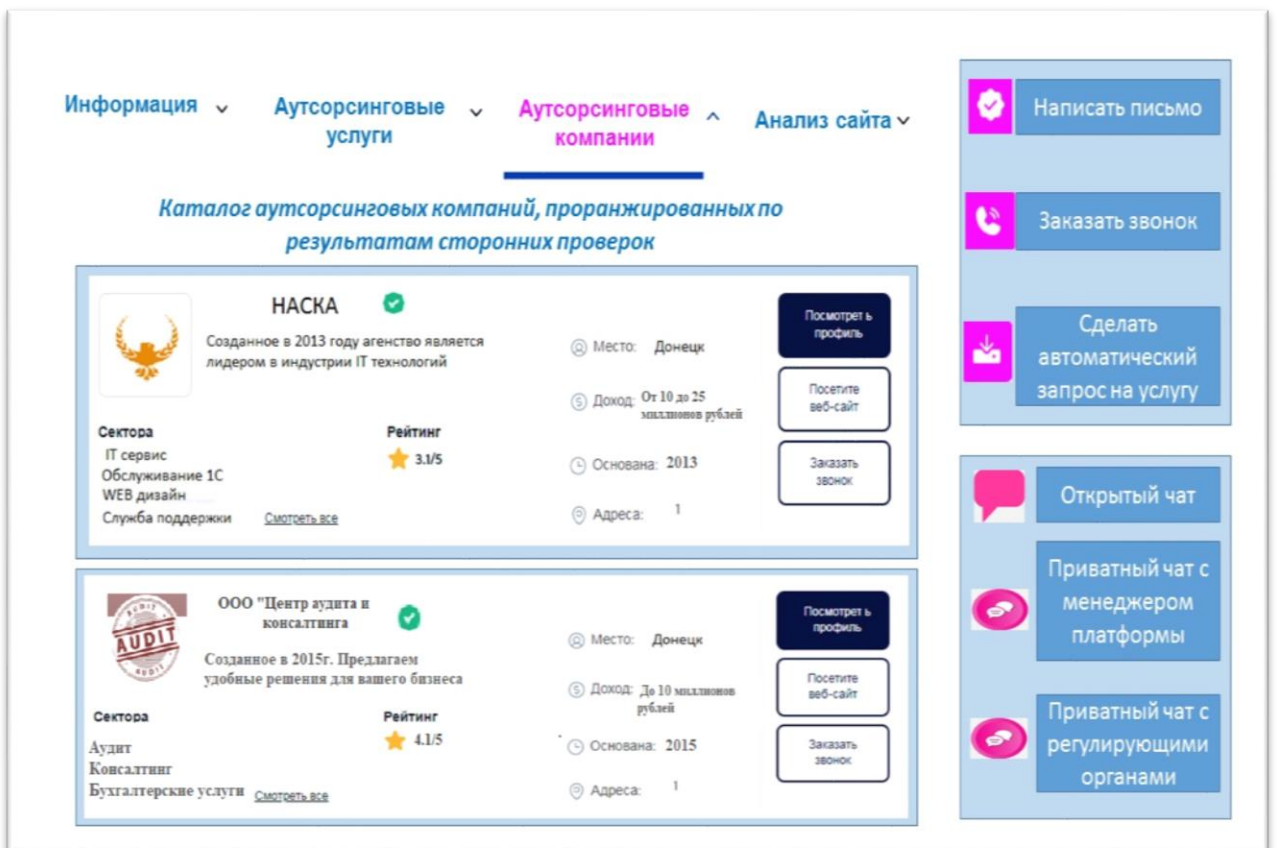 Информация
Аутсорсинговые
услуги
Аутсорсинговые
компании
Анализ сайта
Каталог аутсорсинговых компаний, проранжированных по
результатам сторонних проверок
НАСКА
Созданное в 2013 году агенство является
лидером в индустрии IT технологий
Сектора
IT сервис
Обслуживание 1С
WEB дизайн
Служба поддержки
Смотреть все
Рейтинг
3.1/5
Место: Донецк
Доход: От 10 до 25
миллионов рублей
Основана: 2013
Адреса: 1
Посмотрет ь
профиль
Посетите
веб-сайт
Заказать
звонок
AUDIT
AUDIT
AUDIT
ООО "Центр аудита и
консалтинга
Созданное в 2015г. Предлагаем
удобные решения для вашего бизнеса
Сектора
Аудит
Консалтинг
Бухгалтерские услуги
Смотреть все
Рейтинг
4.1/5
Место: Донецк
Доход: До 10 миллионов
рублей
Основана: 2015
Адреса: 1
Посмотрет ь
профиль
Посетите
веб-сайт
Заказать
звонок
Написать письмо
Заказать звонок
Сделать
автоматический
запрос на услугу
Открытый чат
Приватный чат с
менеджером
платформы
Приватный чат с
регулирующими
органами